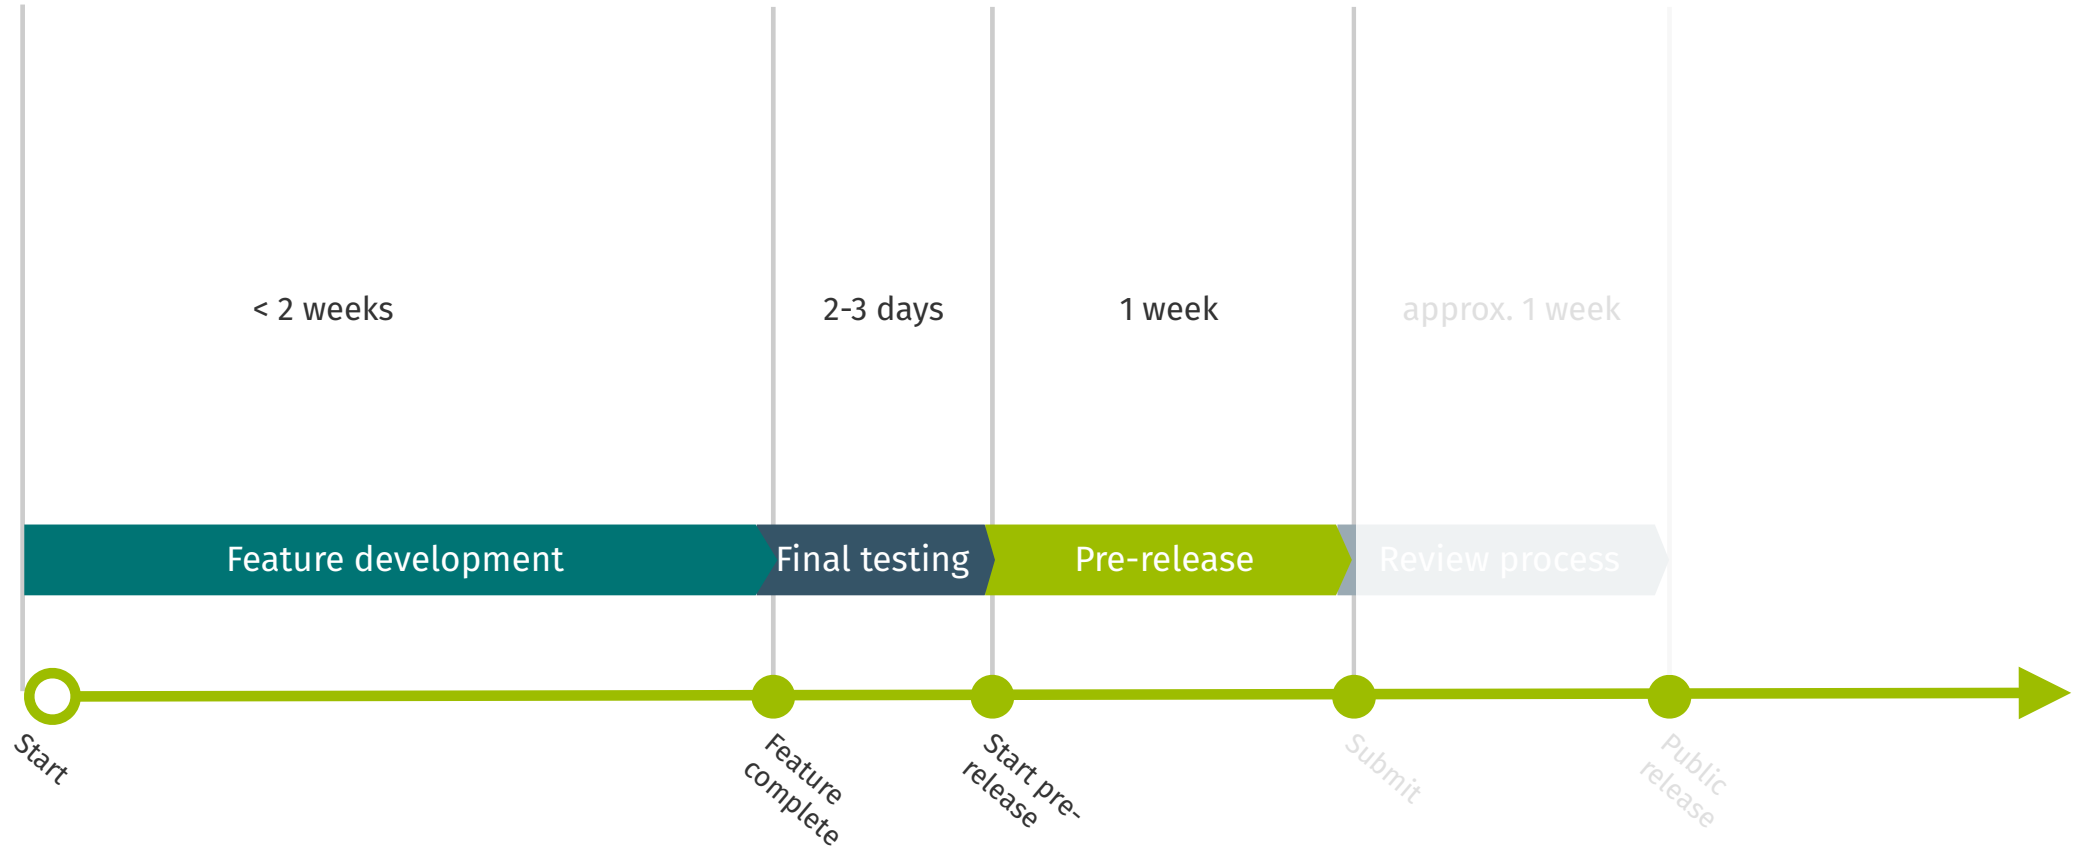 < 2 weeks
2-3 days
1 week
approx. 1 week
Feature development
Final testing
Pre-release
Review process
Start
Feature
complete
Start pre-
release
Submit
Public
release